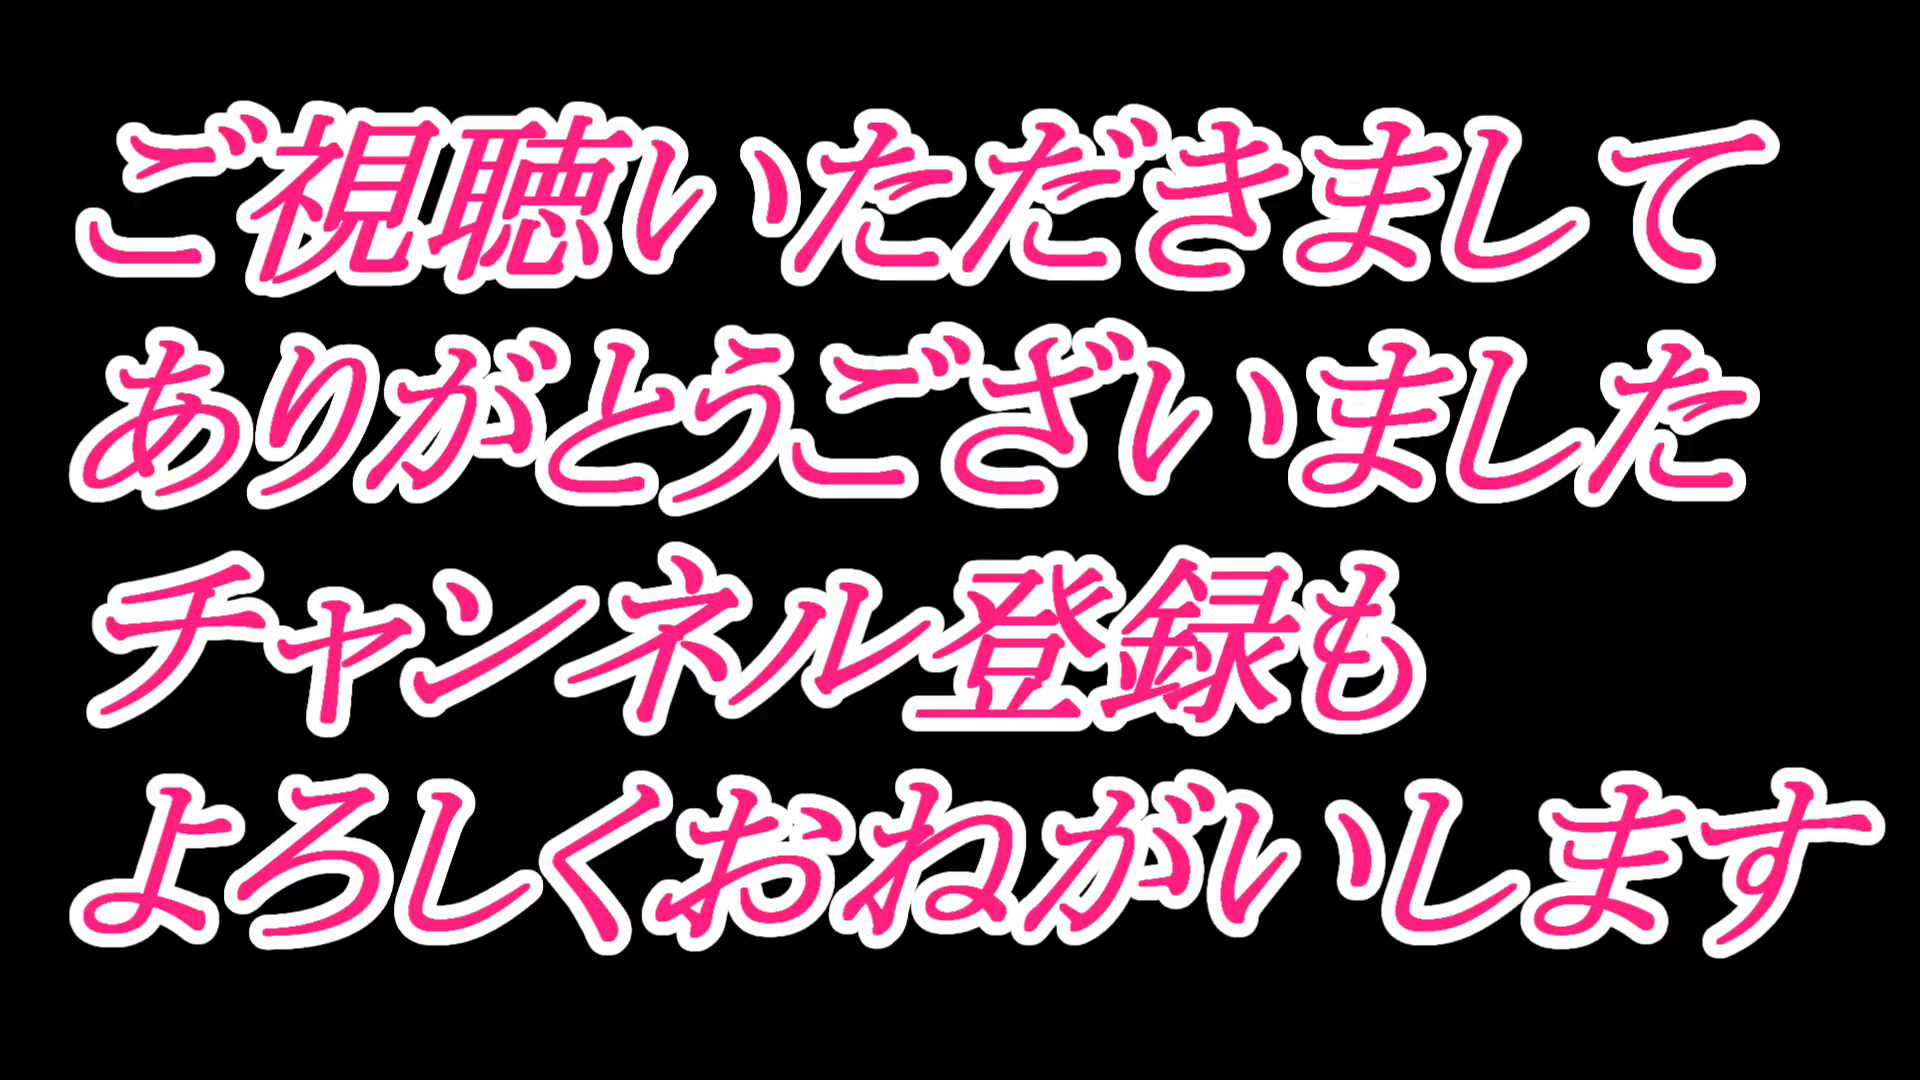 ご視聴いただきまして
ありがとうございました
チャンネル登録も
よろしくおねがいします